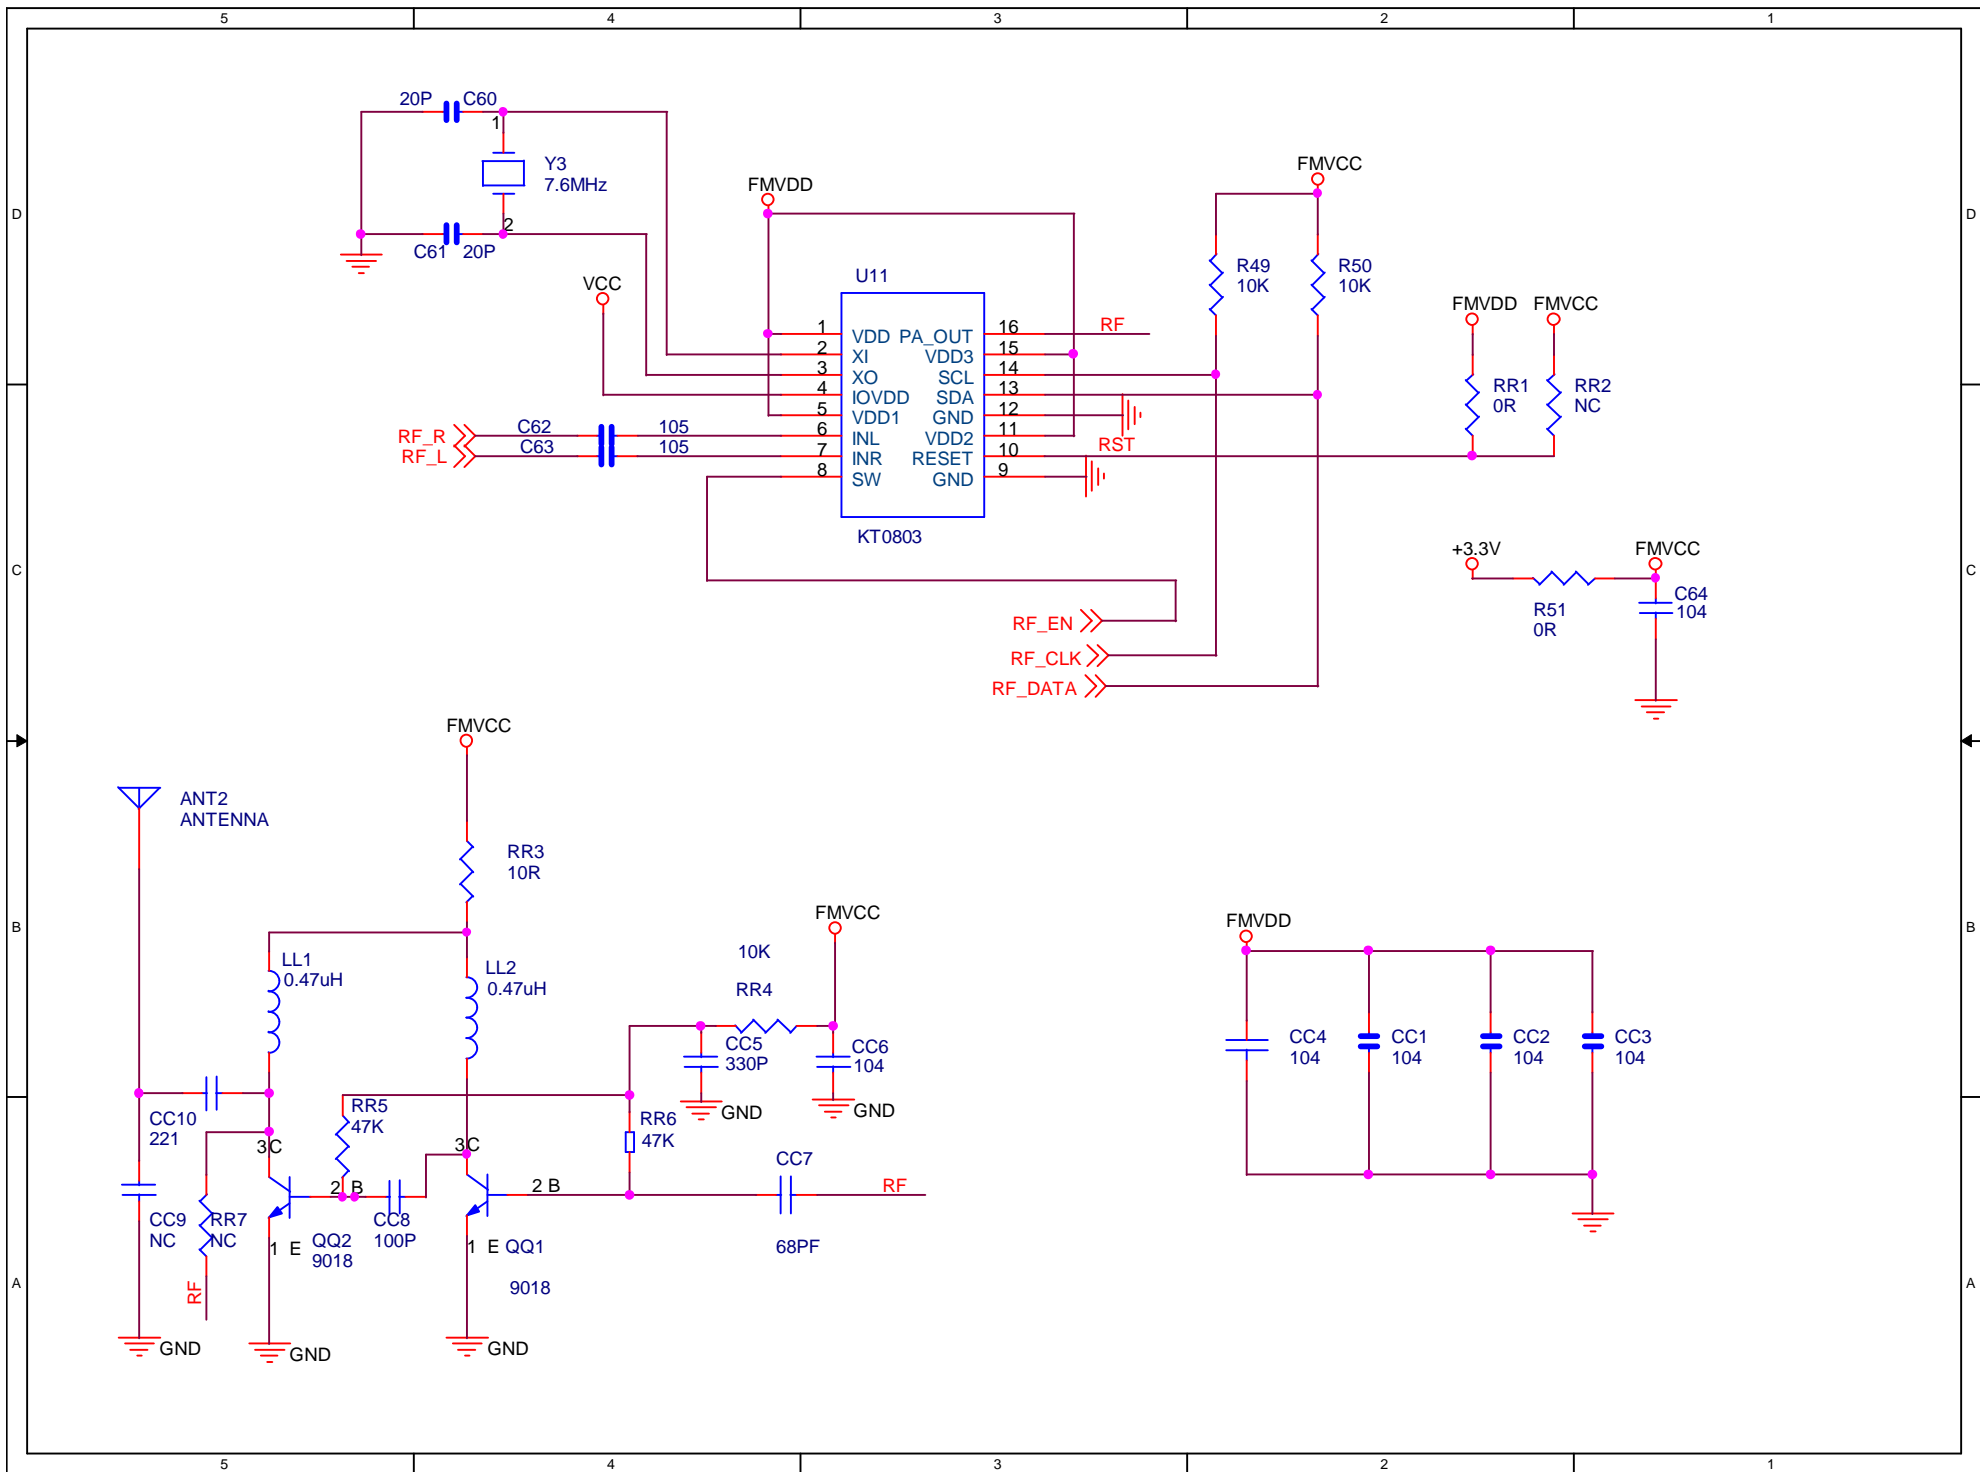 5 4 3 2 1
20P C60
1
Y3
7.6MHz
2
C61 20P
D D
FMVDD
FMVCC
VCC
U11
R49
10K
R50
10K
FMVDD FMVCC
1 VDD PA_OUT 16 RF
2 XI VDD3 15
3 XO SCL 14
4 IOVDD SDA 13
5 VDD1 GND 12
6 INL VDD2 11
7 INR RESET 10 RST
8 SW GND 9
RF_R C62 105
RF_L C63 105
KT0803
RR1
0R
RR2
NC
C C
+3.3V FMVCC
R51
0R
C64
104
RF_EN
RF_CLK
RF_DATA
FMVCC
ANT2
ANTENNA
RR3
10R
B B
FMVCC
10K
RR4
FMVDD
LL1
0.47uH
LL2
0.47uH
CC5
330P
CC6
104
GND GND
CC4
104
CC1
104
CC2
104
CC3
104
CC10
221
RR5
47K
RR6
47K
3 C
3 C
2 B
2 B
CC7
68PF
RF
CC9
NC
RR7
NC
CC8
100P
1 E QQ2
9018
1 E QQ1
9018
RF
A A
GND
GND
GND
5 4 3 2 1